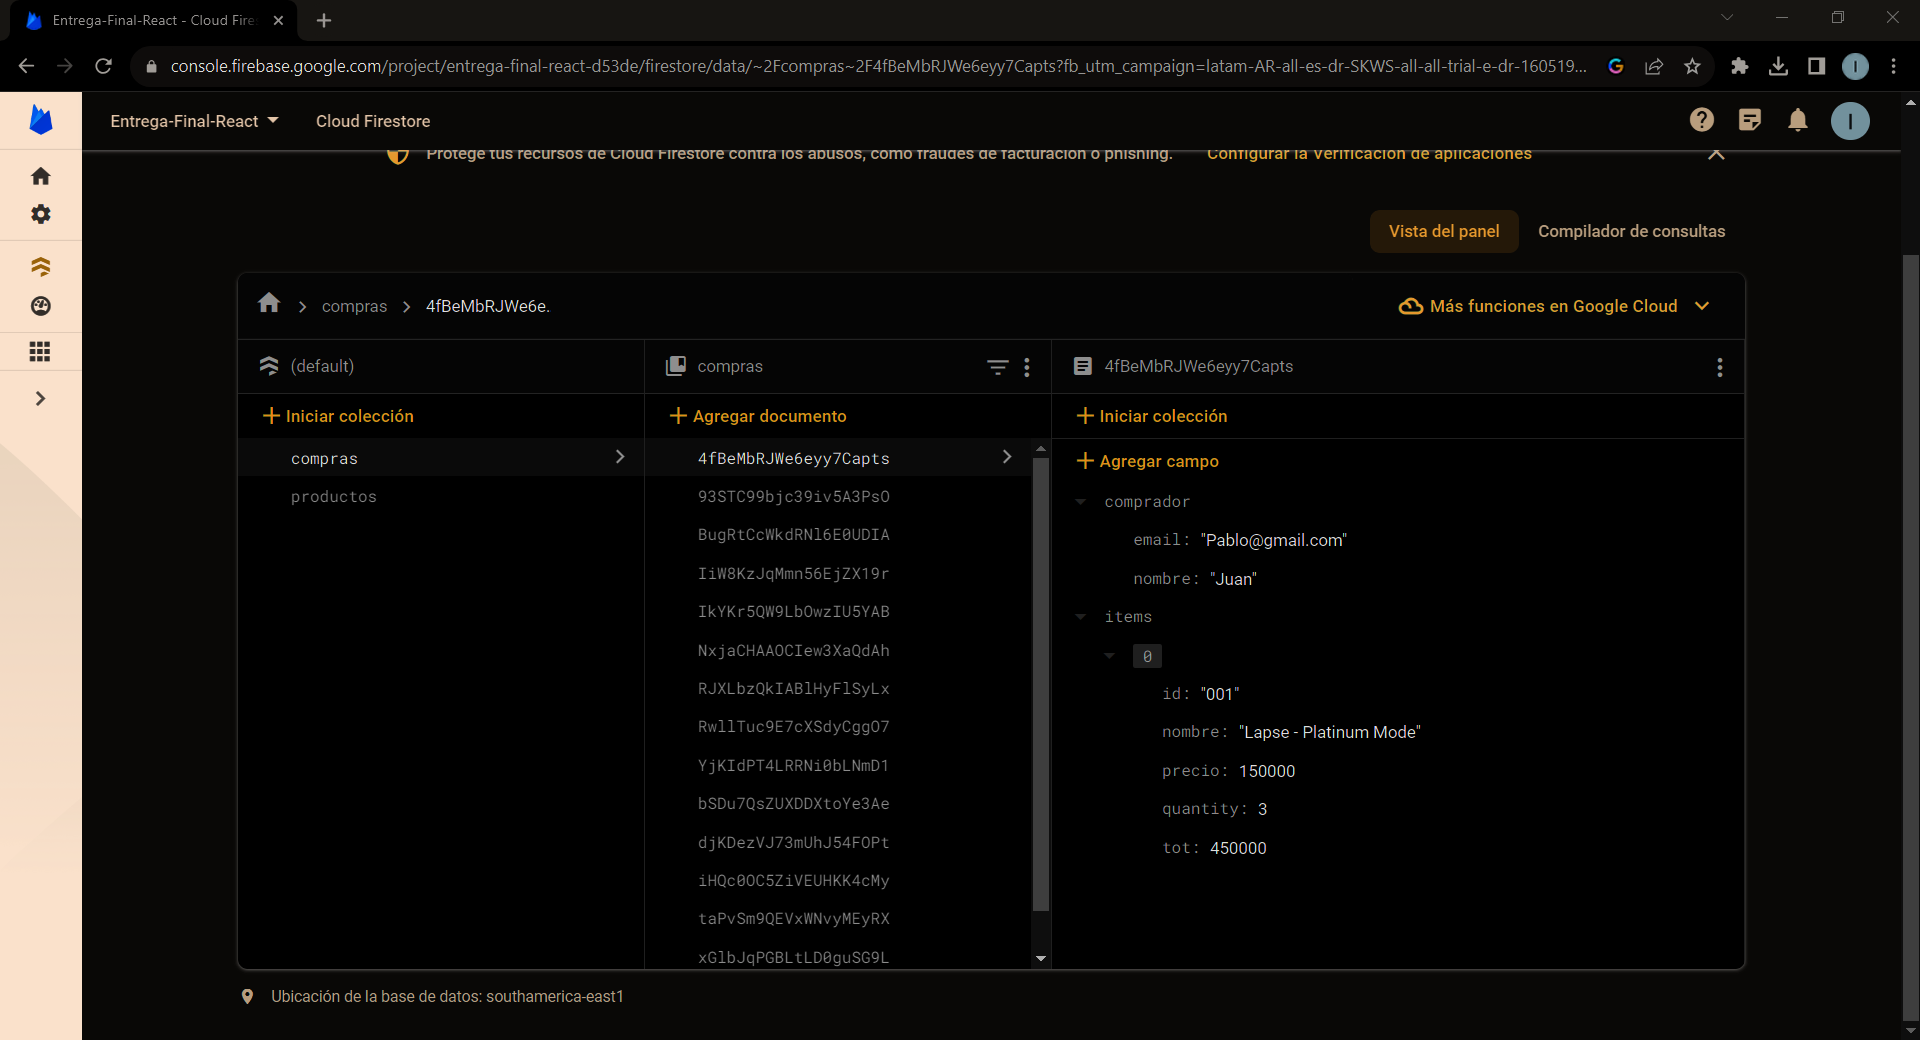 Entrega-Final-React - Cloud Fire
console.firebase.google.com/project/entrega-final-react-d53de/firestore/data/~2Fcompras~2F4fBeMbRJWe6eyy7Capts?fb_utm_campaign=latam-AR-all-es-dr-SKWS-all-all-trial-e-dr-160519...
I
Entrega-Final-React
Cloud Firestore
I
Protege tus recursos de Cloud Firestore contra los abusos, como fraudes de facturación o phishing.
Configurar la Verificación de aplicaciones
Vista del panel
Compilador de consultas
compras
4fBeMbRJWe6e.
Más funciones en Google Cloud
(default)
compras
4fBeMbRJWe6eyy7Capts
Iniciar colección
Agregar documento
Iniciar colección
compras
productos
4fBeMbRJWe6eyy7Capts
93STC99bjc39iv5A3PsO
BugRtCcWkdRNl6E0UDIA
IiW8KzJqMmn56EjZX19r
IkYKr5QW9LbOwzIU5YAB
NxjaCHAAOCIew3XaQdAh
RJXLbzQkIABlHyFlSyLx
RwllTuc9E7cXSdyCggO7
YjKIdPT4LRRNi0bLNmD1
bSDu7QsZUXDDXtoYe3Ae
djKDezVJ73mUhJ54FOPt
iHQc0OC5ZiVEUHKK4cMy
taPvSm9QEVxWNvyMEyRX
xGlbJqPGBLtLD0guSG9L
Agregar campo
comprador
email: "Pablo@gmail.com"
nombre: "Juan"
items
0
id: "001"
nombre: "Lapse - Platinum Mode"
precio: 150000
quantity: 3
tot: 450000
Ubicación de la base de datos: southamerica-east1